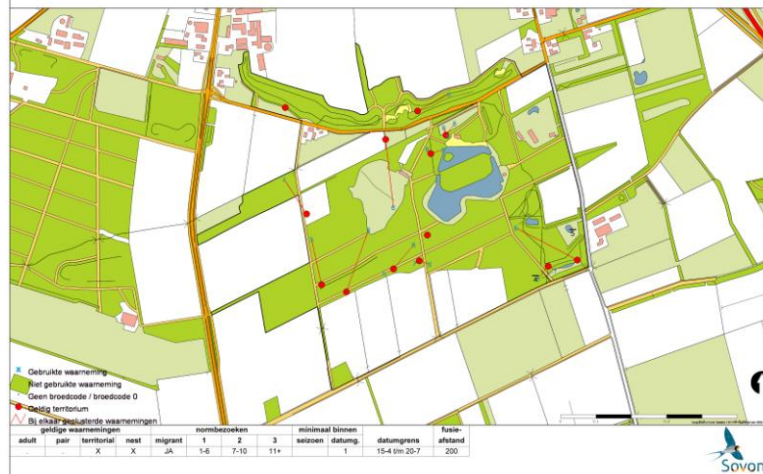 Gebruikte waarneming
Niet gebruikte waarneming
Geen broedcode / broedcode 0
Geldig territorium
Bij elkaar geclusterde waarnemingen
geldige waarnemingen normbezoeken minimaal binnen fusie-
adult pair territorial nest migrant 1 2 3 seizoen datumg. datumgrens afstand
. . X X JA 1-6 7-10 11+ 1 15-4 t/m 20-7 200
Sovon